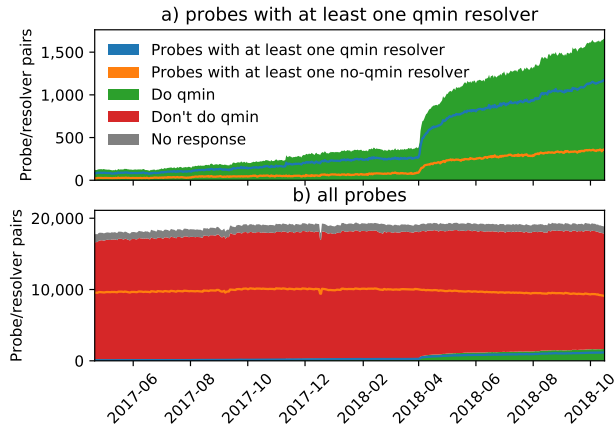 a) probes with at least one qmin resolver
Probe/resolver pairs
1,500
1,000
500
0
Probes with at least one qmin resolver
Probes with at least one no-qmin resolver
Do qmin
Don't do qmin
No response
b) all probes
Probe/resolver pairs
20,000
10,000
0
2017-06
2017-08
2017-10
2017-12
2018-02
2018-04
2018-06
2018-08
2018-10